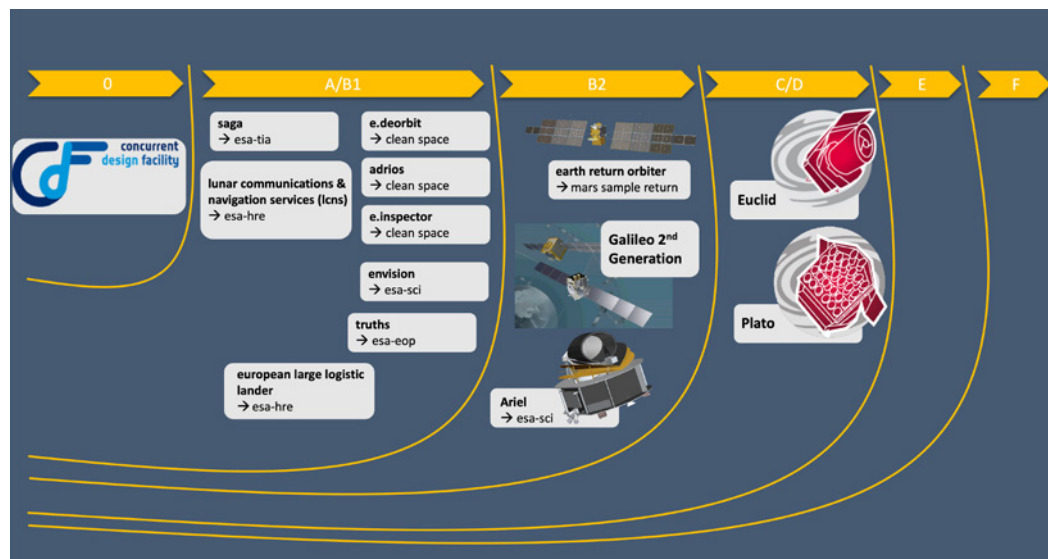 0
A/B1
B2
C/D
E
F
concurrent
design facility
saga
→ esa-tia
lunar communications &
navigation services (lcns)
→ esa-hre
e.deorbit
→ clean space
adrios
→ clean space
e.inspector
→ clean space
envision
→ esa-sci
truths
→ esa-eop
european large logistic
lander
→ esa-hre
earth return orbiter
→ mars sample return
Galileo 2nd
Generation
Ariel
→ esa-sci
Euclid
Plato